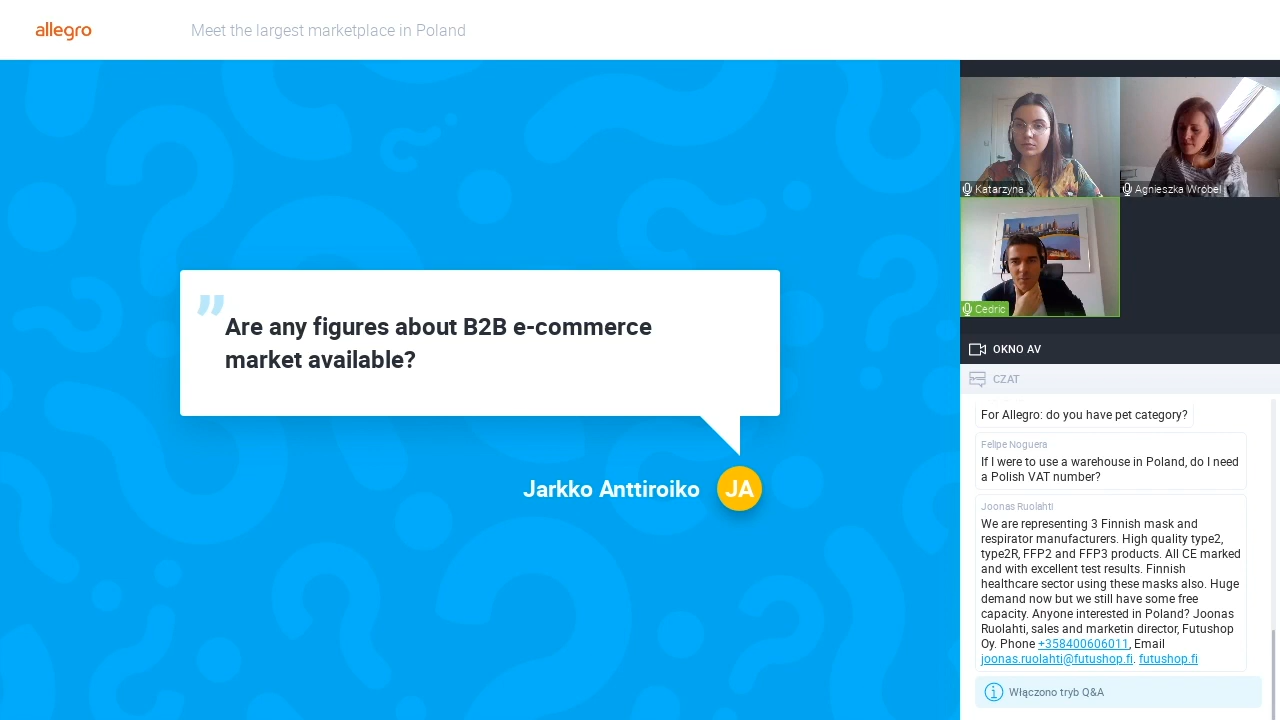 allegro
Meet the largest marketplace in Poland
Katarzyna
Agnieszka Wróbel
Cedric
”
Are any figures about B2B e-commerce
market available?
Jarkko Anttiroiko
JA
OKNO AV
CZAT
For Allegro: do you have pet category?
Felipe Noguera
If I were to use a warehouse in Poland, do I need
a Polish VAT number?
Joonas Ruolahti
We are representing 3 Finnish mask and
respirator manufacturers. High quality type2,
type2R, FFP2 and FFP3 products. All CE marked
and with excellent test results. Finnish
healthcare sector using these masks also. Huge
demand now but we still have some free
capacity. Anyone interested in Poland? Joonas
Ruolahti, sales and marketin director, Futushop
Oy. Phone +358400606011, Email
joonas.ruolahti@futushop.fi. futushop.fi
Włączono tryb Q&A